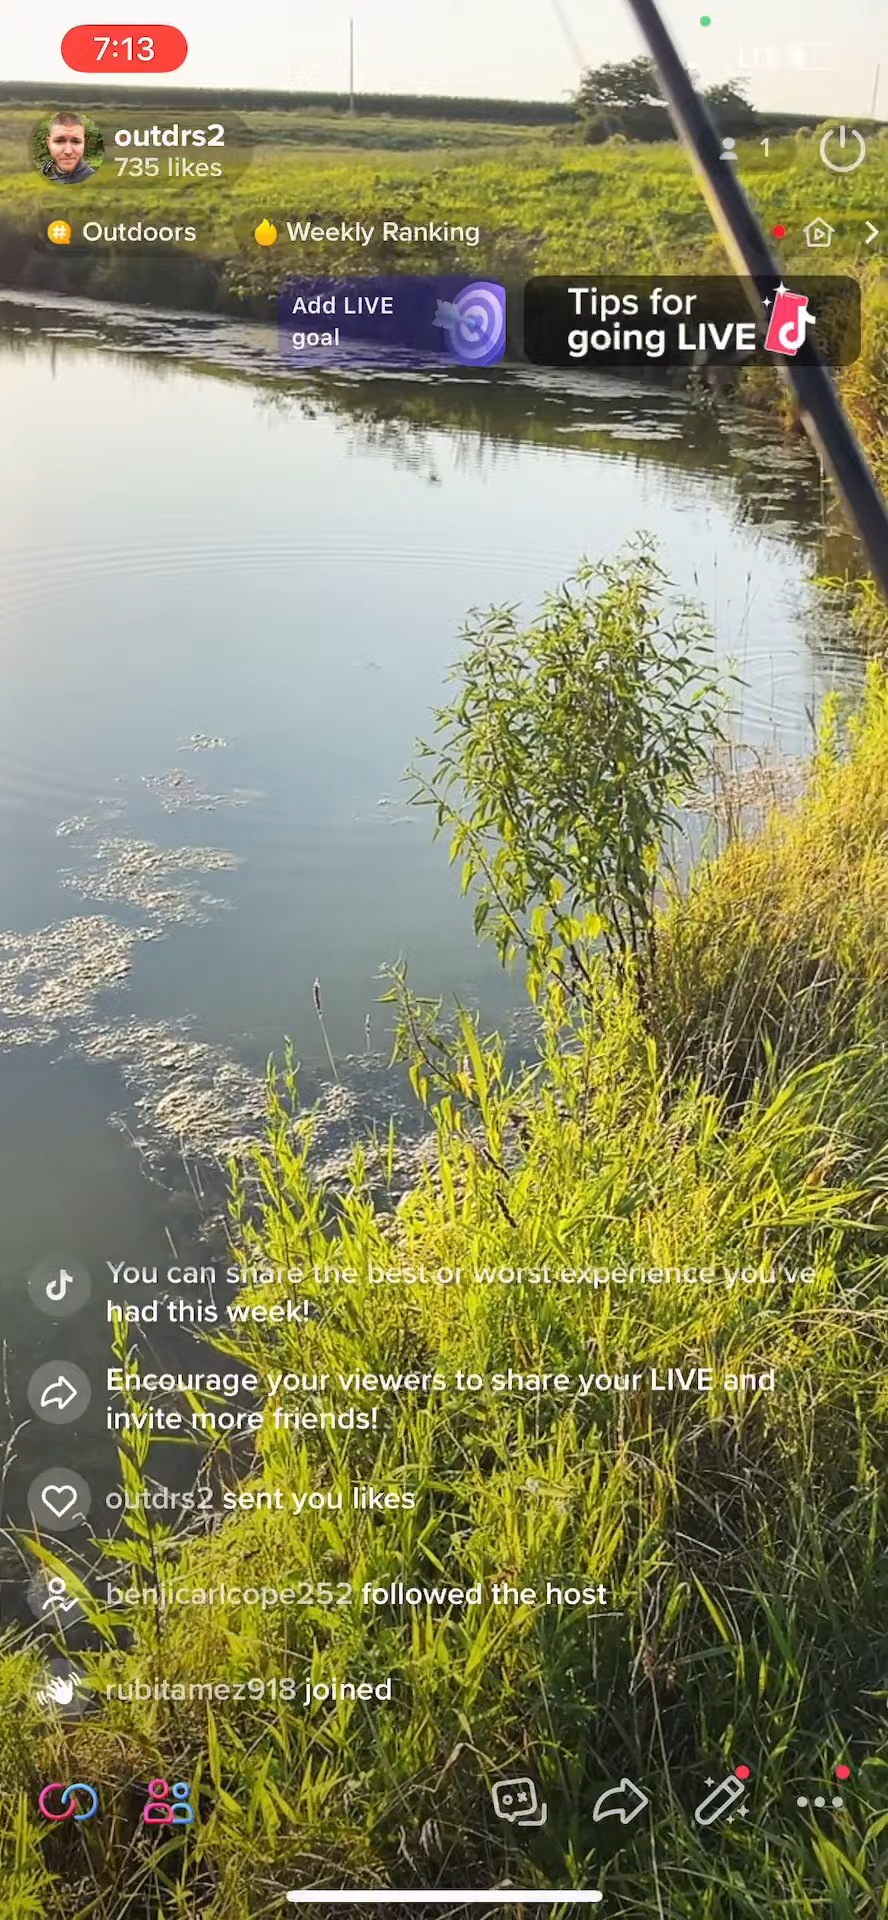 7:13
outdrs2
735 likes
1
Outdoors
Weekly Ranking
Add LIVE
goal
Tips for
going LIVE
You can share the best or worst experience you've
had this week!
Encourage your viewers to share your LIVE and
invite more friends!
outdrs2 sent you likes
benjicarlcope252 followed the host
rubitamez918 joined